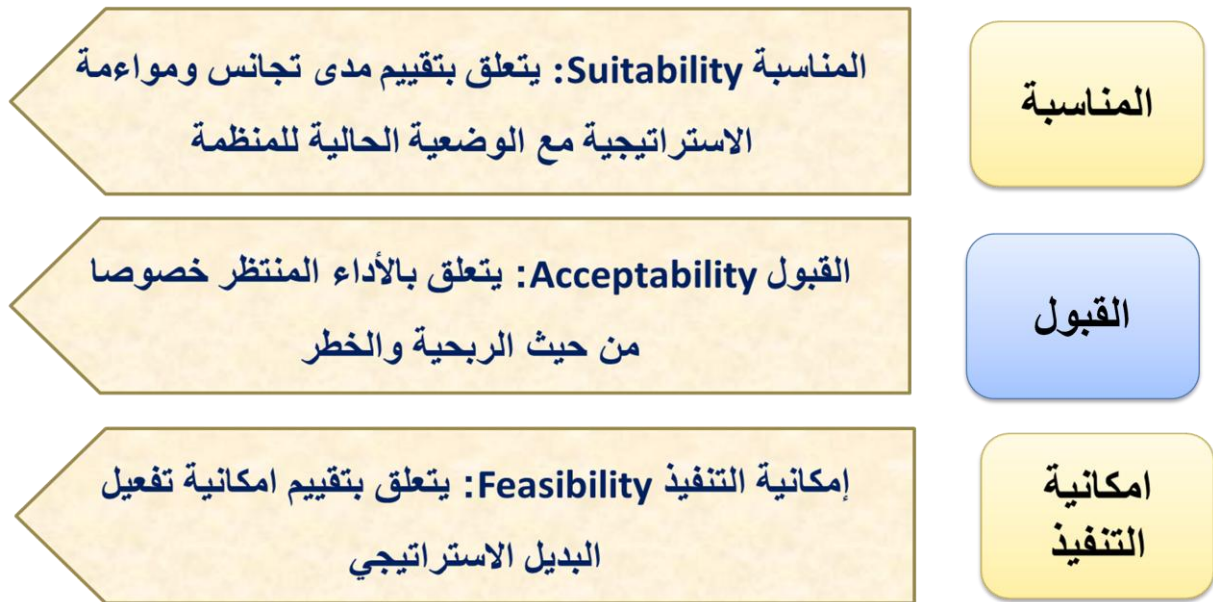 المناسبة
المناسبة Suitability: يتعلق بتقييم مدى تجانس ومواءمة
الاستراتيجية مع الوضعية الحالية للمنظمة
القبول
القبول Acceptability: يتعلق بالأداء المنتظر خصوصا
من حيث الربحية والخطر
امكانية
التنفيذ
إمكانية التنفيذ Feasibility: يتعلق بتقييم امكانية تفعيل
البديل الاستراتيجي